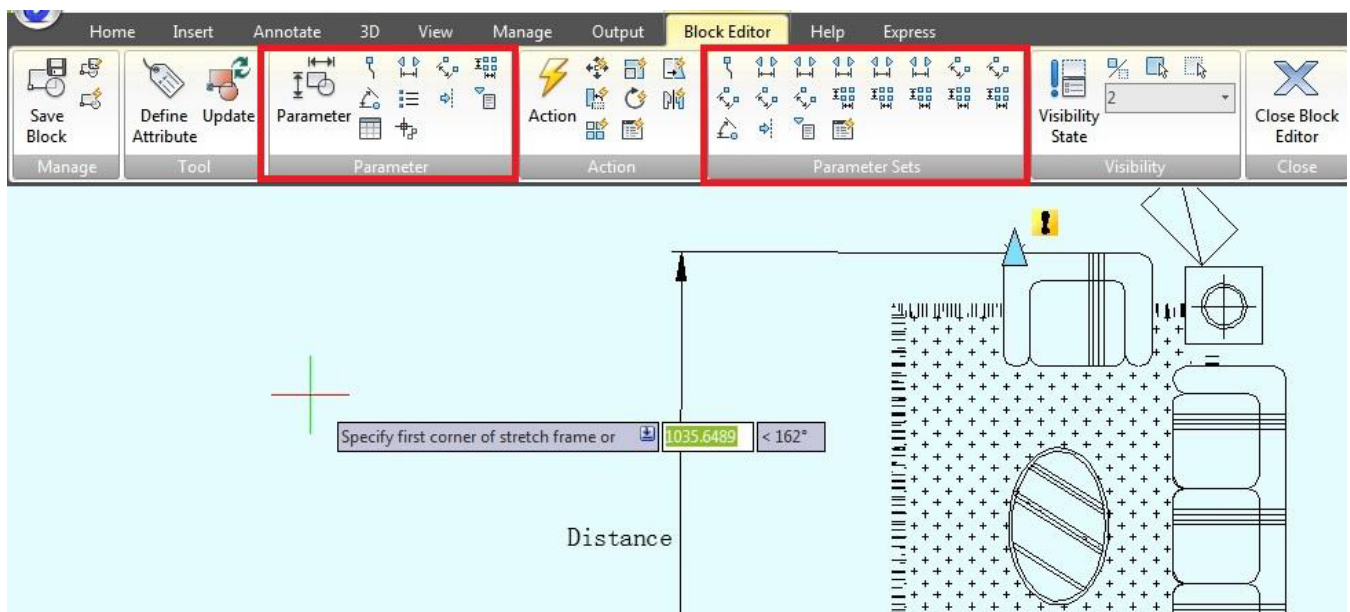 Home Insert Annotate 3D View Manage Output Block Editor Help Express
Save
Block
Define
Attribute
Update
Parameter
Action
2
Visibility
State
Close Block
Editor
Manage Tool Parameter Action Parameter Sets Visibility Close
Specify first corner of stretch frame or 1035.6489 < 162°
Distance